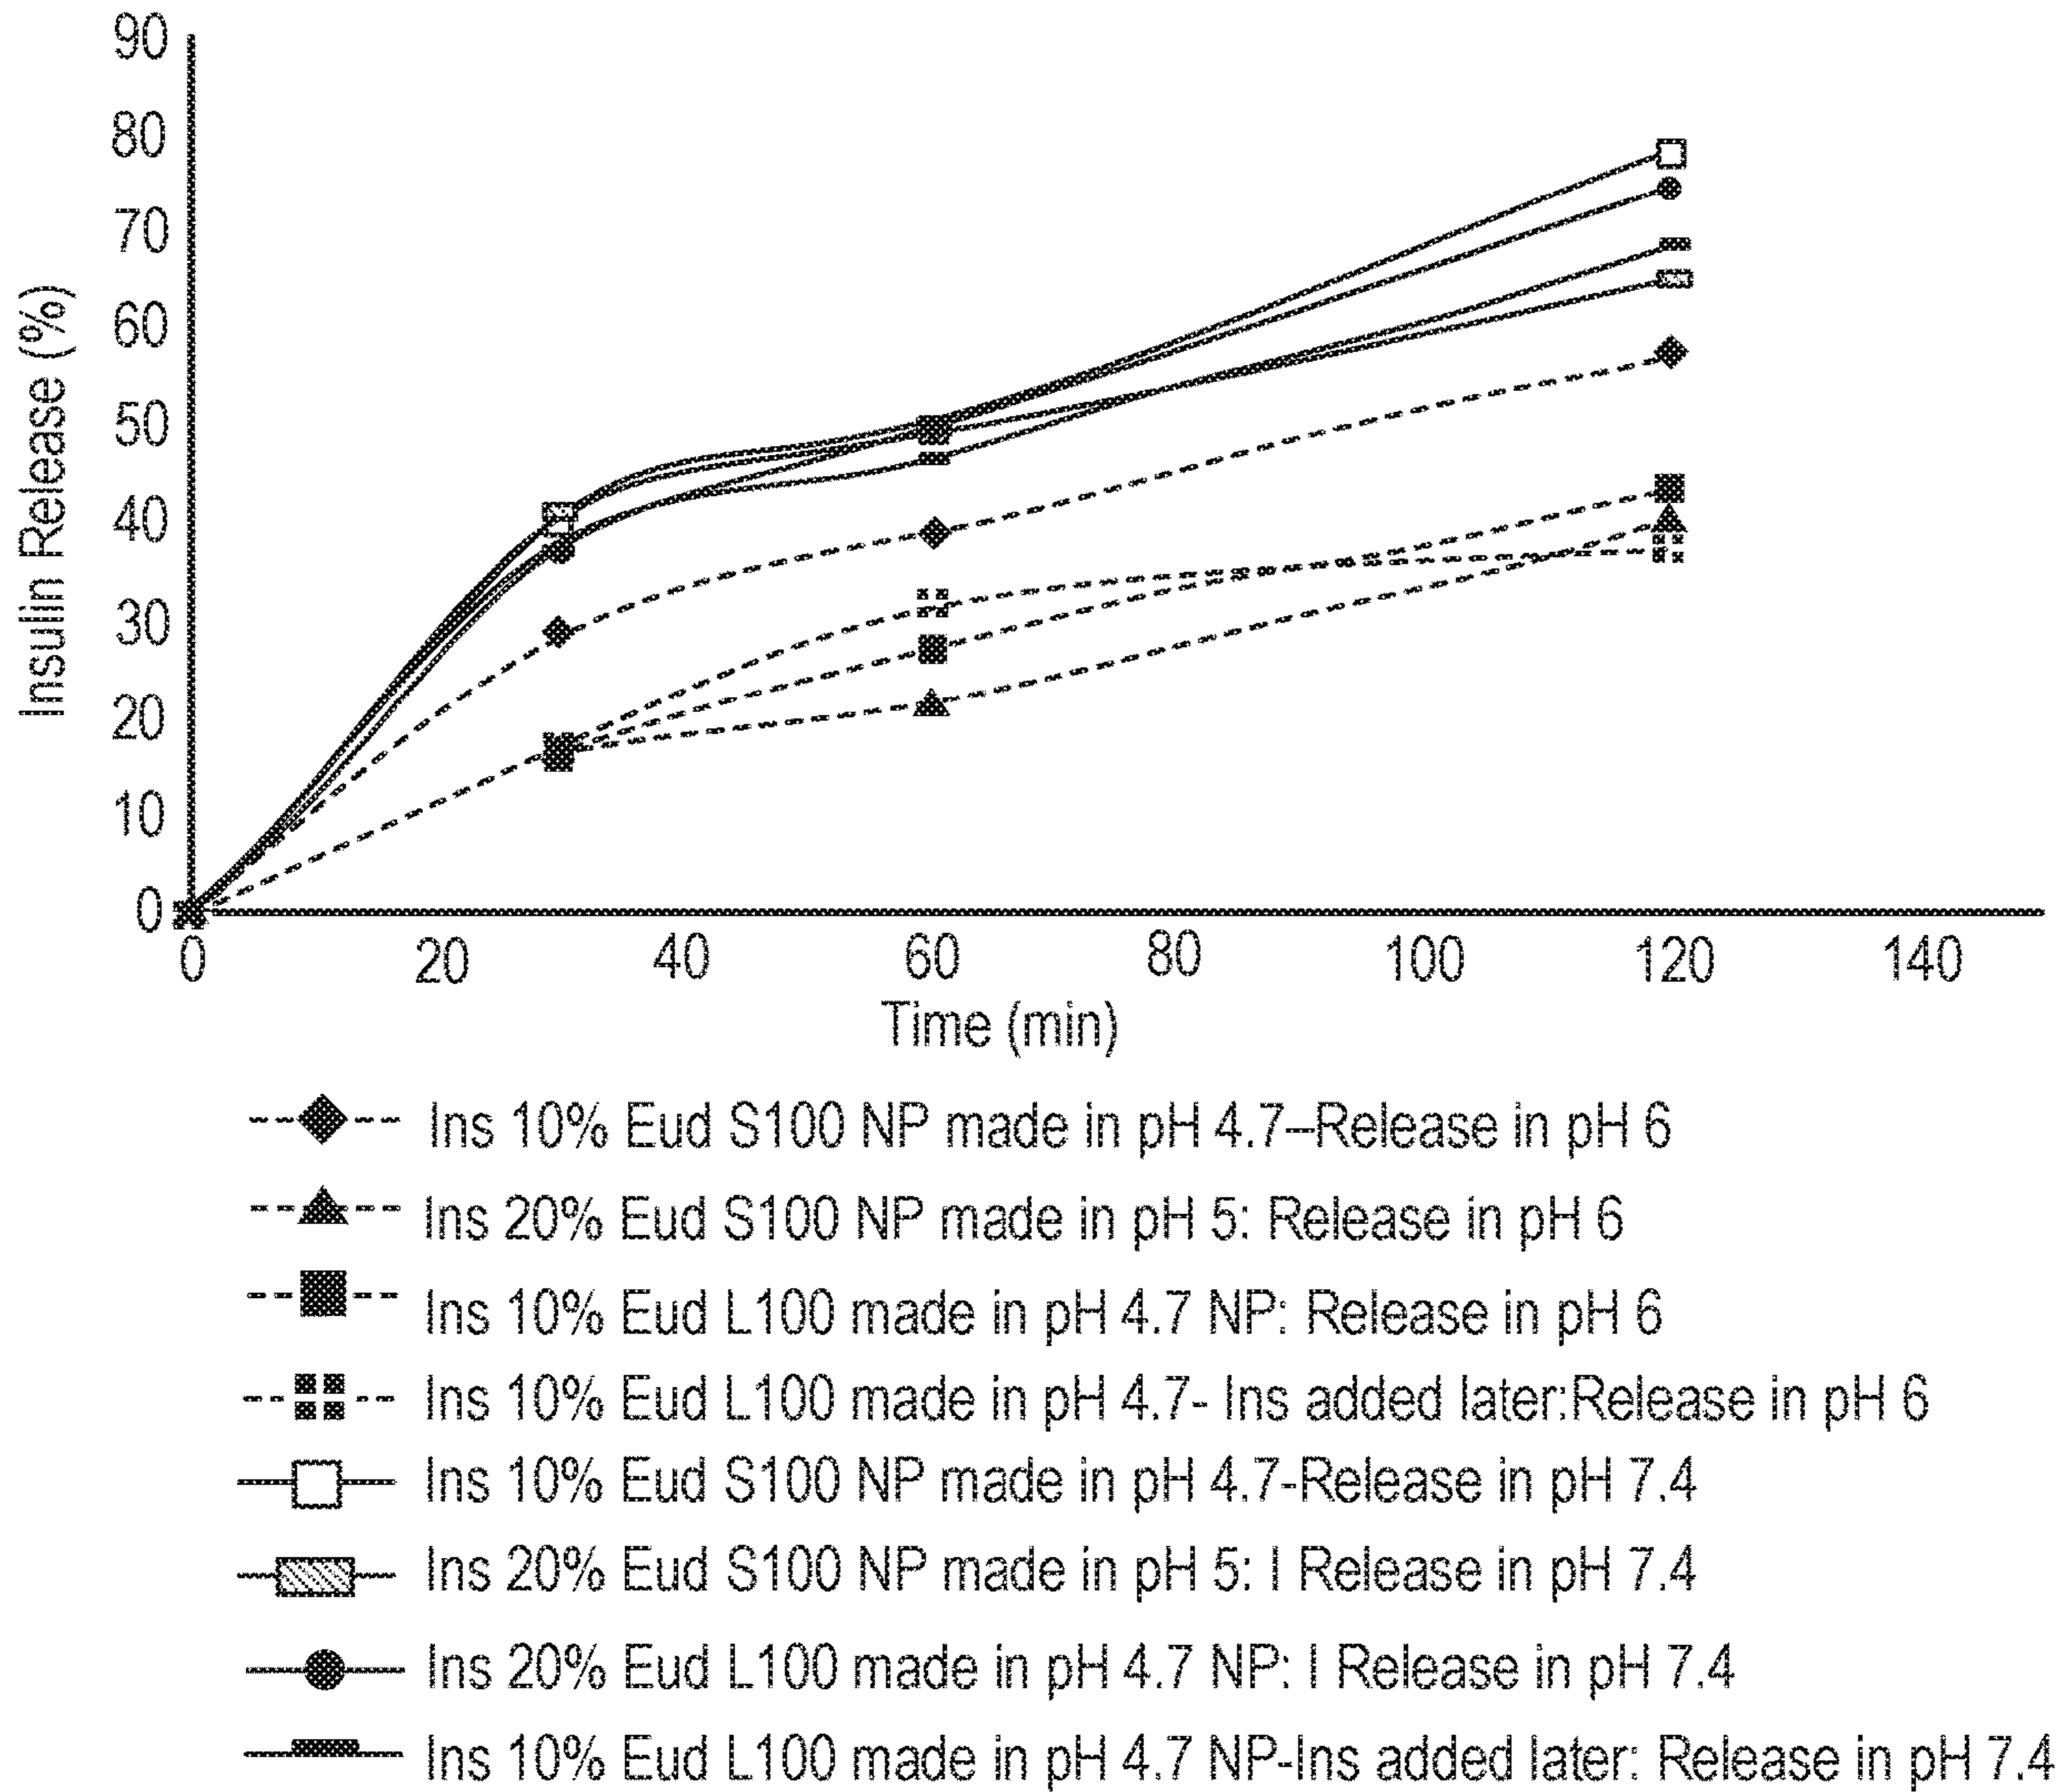 90
80
70
60
50
40
30
20
10
0
Insulin Release (%)
0 20 40 60 80 100 120 140
Time (min)
Ins 10% Eud S100 NP made in pH 4.7–Release in pH 6
Ins 20% Eud S100 NP made in pH 5: Release in pH 6
Ins 10% Eud L100 made in pH 4.7 NP: Release in pH 6
Ins 10% Eud L100 made in pH 4.7- Ins added later:Release in pH 6
Ins 10% Eud S100 NP made in pH 4.7-Release in pH 7.4
Ins 20% Eud S100 NP made in pH 5: I Release in pH 7.4
Ins 20% Eud L100 made in pH 4.7 NP: I Release in pH 7.4
Ins 10% Eud L100 made in pH 4.7 NP-Ins added later: Release in pH 7.4